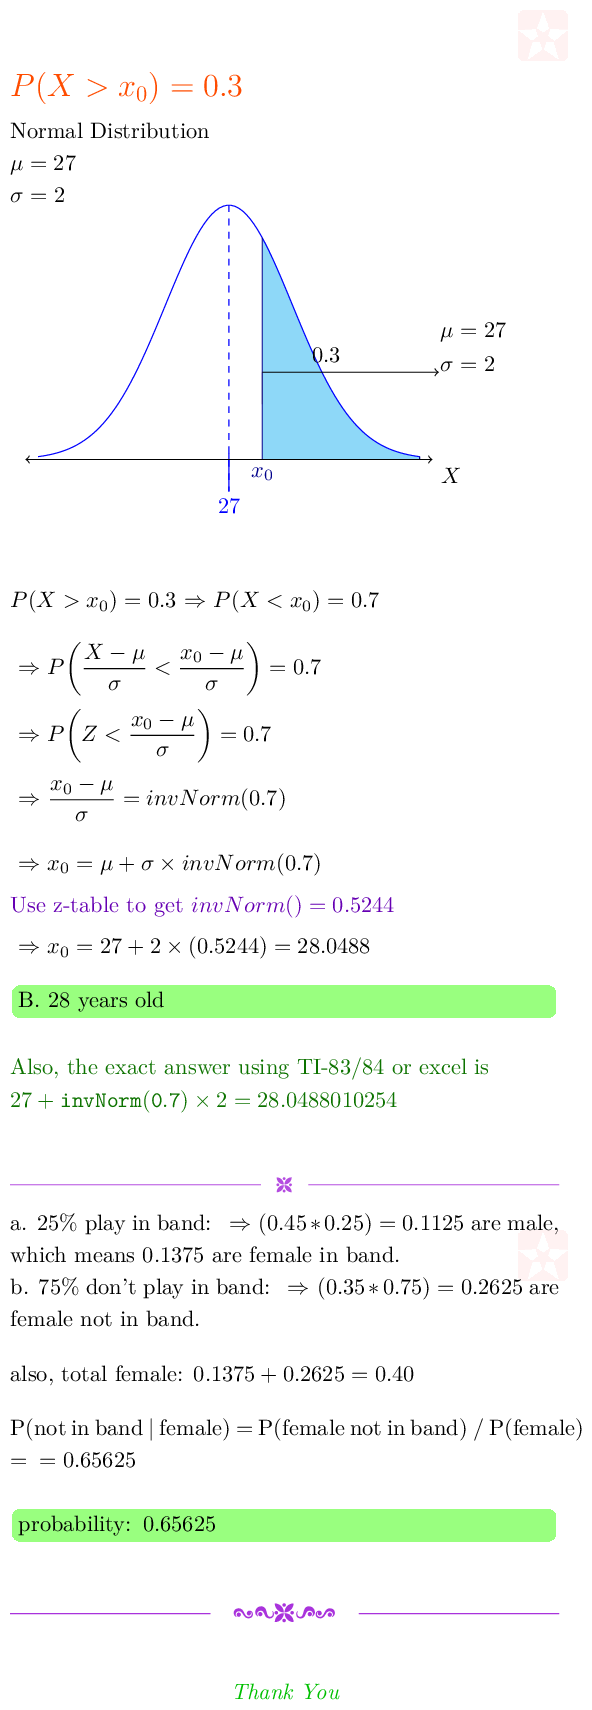 P(X > x₀) = 0.3
Normal Distribution
μ = 27
σ = 2
μ = 27
0.3
σ = 2
x₀
X
27
P(X > x₀) = 0.3 ⇒ P(X < x₀) = 0.7
⇒ P((X − μ)/σ < (x₀ − μ)/σ) = 0.7
⇒ P(Z < (x₀ − μ)/σ) = 0.7
⇒ (x₀ − μ)/σ = invNorm(0.7)
⇒ x₀ = μ + σ × invNorm(0.7)
Use z-table to get invNorm() = 0.5244
⇒ x₀ = 27 + 2 × (0.5244) = 28.0488
B. 28 years old
Also, the exact answer using TI-83/84 or excel is
27 + invNorm(0.7) × 2 = 28.0488010254
a. 25% play in band: ⇒ (0.45 * 0.25) = 0.1125 are male,
which means 0.1375 are female in band.
b. 75% don't play in band: ⇒ (0.35 * 0.75) = 0.2625 are
female not in band.
also, total female: 0.1375 + 0.2625 = 0.40
P(not in band | female) = P(female not in band) / P(female)
= = 0.65625
probability: 0.65625
Thank You